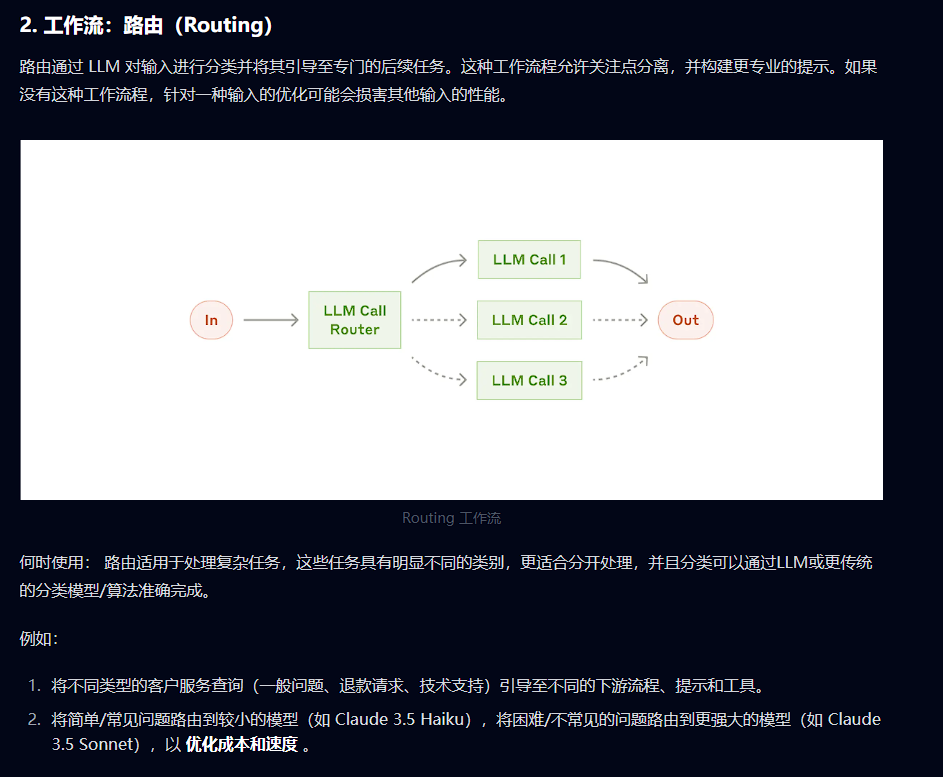 2. 工作流：路由（Routing）
路由通过 LLM 对输入进行分类并将其引导至专门的后续任务。这种工作流程允许关注点分离，并构建更专业的提示。如果
没有这种工作流程，针对一种输入的优化可能会损害其他输入的性能。
In
LLM Call
Router
LLM Call 1
LLM Call 2
LLM Call 3
Out
Routing 工作流
何时使用： 路由适用于处理复杂任务，这些任务具有明显不同的类别，更适合分开处理，并且分类可以通过LLM或更传统
的分类模型/算法准确完成。
例如：
1. 将不同类型的客户服务查询（一般问题、退款请求、技术支持）引导至不同的下游流程、提示和工具。
2. 将简单/常见问题路由到较小的模型（如 Claude 3.5 Haiku），将困难/不常见的问题路由到更强大的模型（如 Claude
3.5 Sonnet），以 优化成本和速度 。